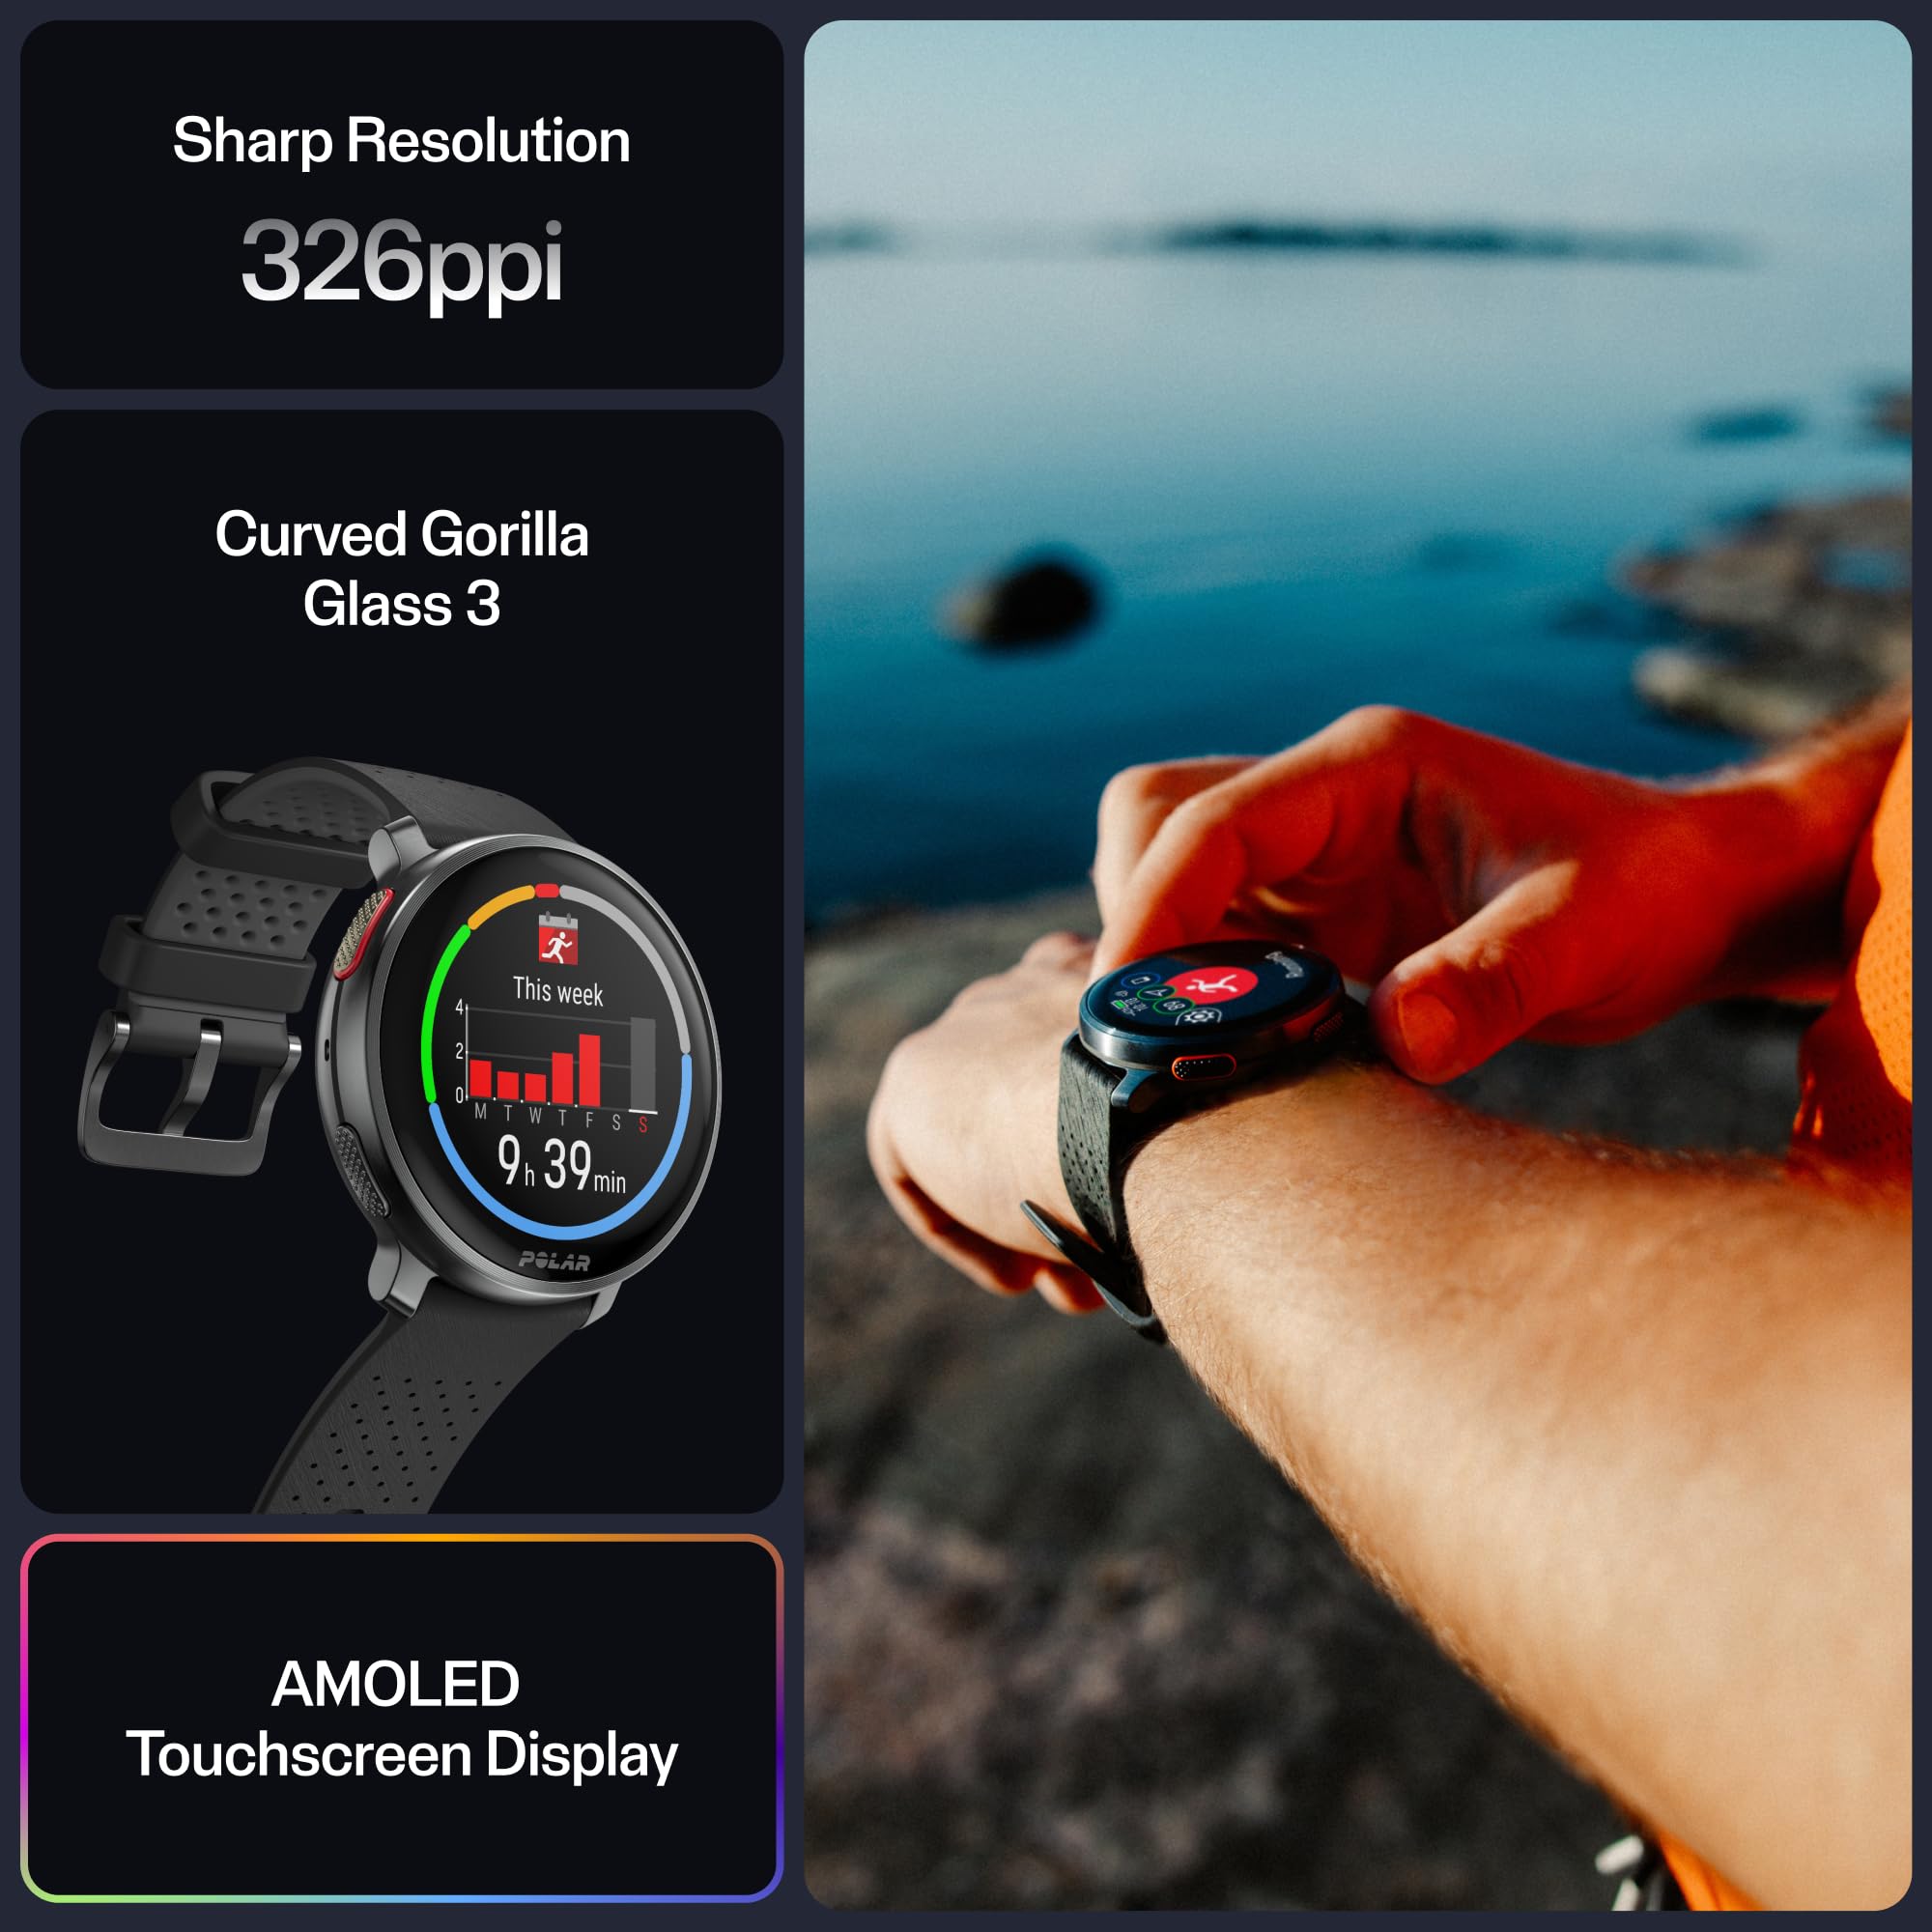 Sharp Resolution
326ppi
Curved Gorilla
Glass 3
This week
4
2
0
M T W T F S S
9h 39min
POLAR
AMOLED
Touchscreen Display